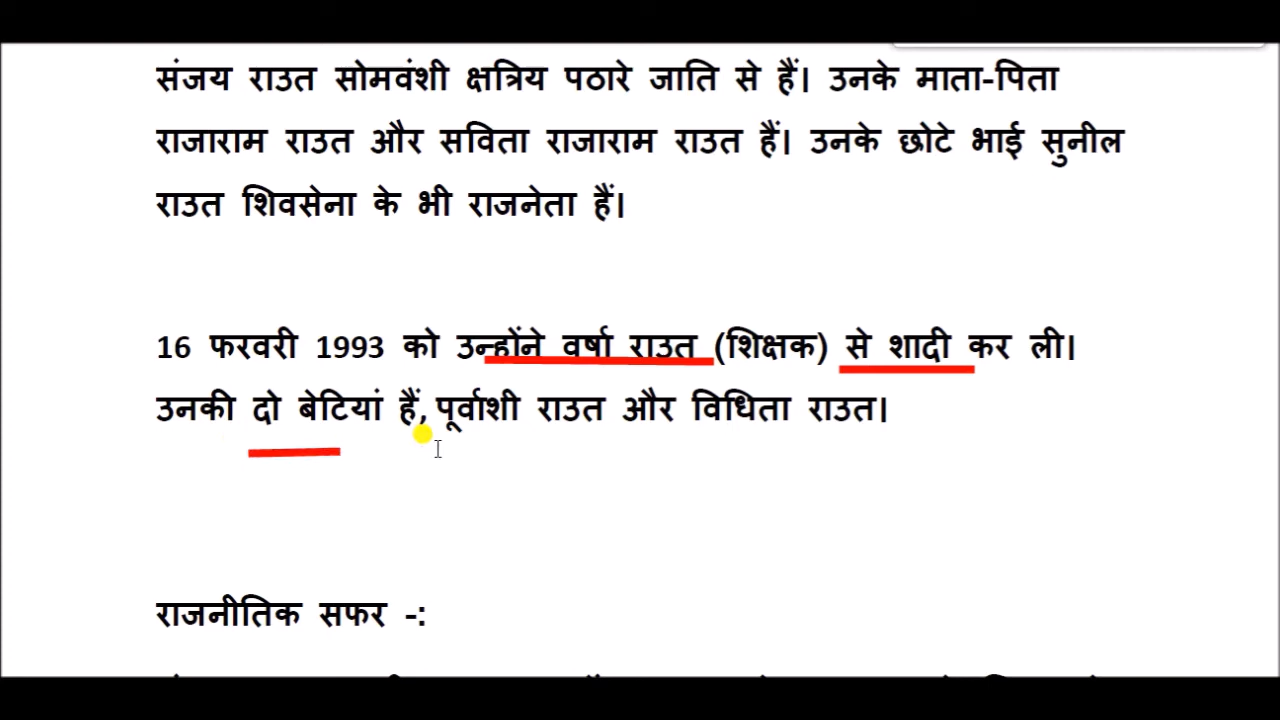 संजय राउत सोमवंशी क्षत्रिय पठारे जाति से हैं। उनके माता-पिता
राजाराम राउत और सविता राजाराम राउत हैं। उनके छोटे भाई सुनील
राउत शिवसेना के भी राजनेता हैं।
16 फरवरी 1993 को उन्होंने वर्षा राउत (शिक्षक) से शादी कर ली।
उनकी दो बेटियां हैं, पूर्वाशी राउत और विधिता राउत।
राजनीतिक सफर -: